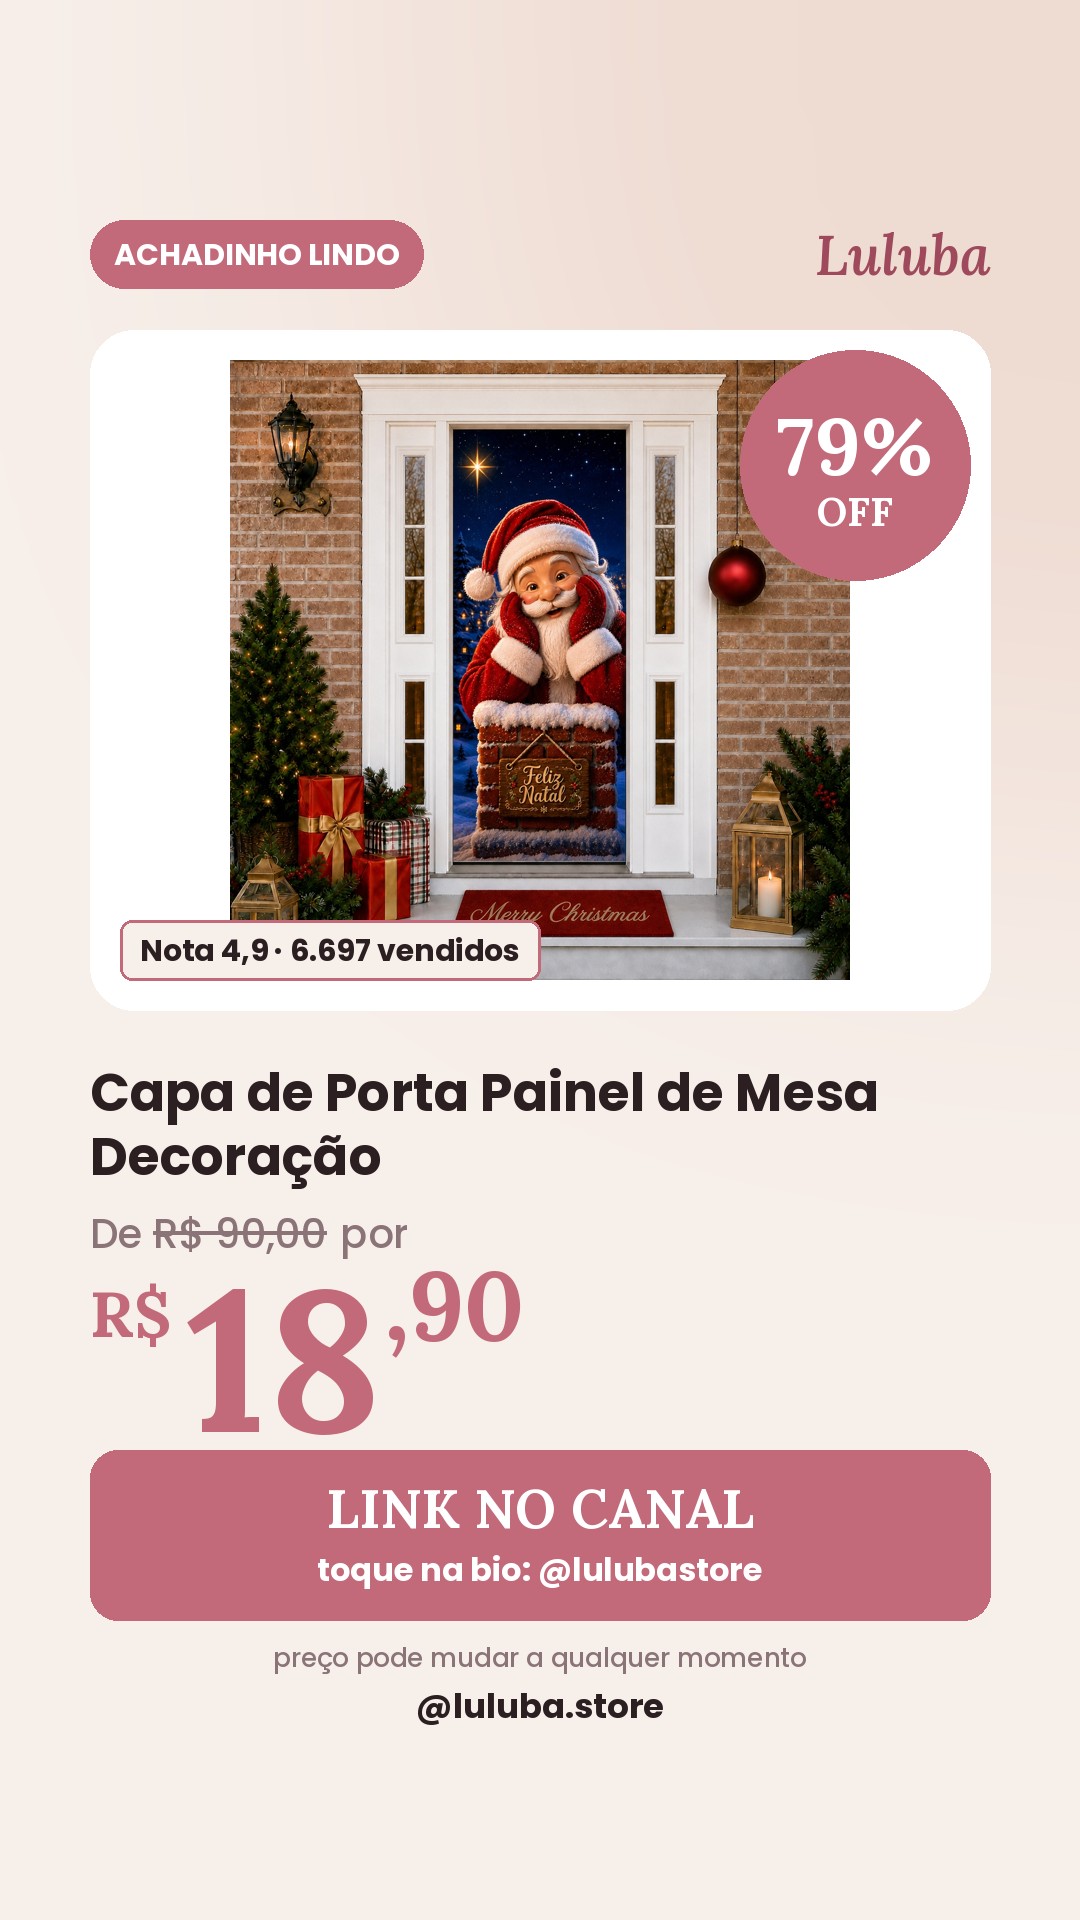 ACHADINHO LINDO
Luluba
79%
OFF
Feliz
Natal
Merry Christmas
Nota 4,9 · 6.697 vendidos
Capa de Porta Painel de Mesa
Decoração
De R$ 90,00 por
R$ 18,90
LINK NO CANAL
toque na bio: @lulubastore
preço pode mudar a qualquer momento
@luluba.store